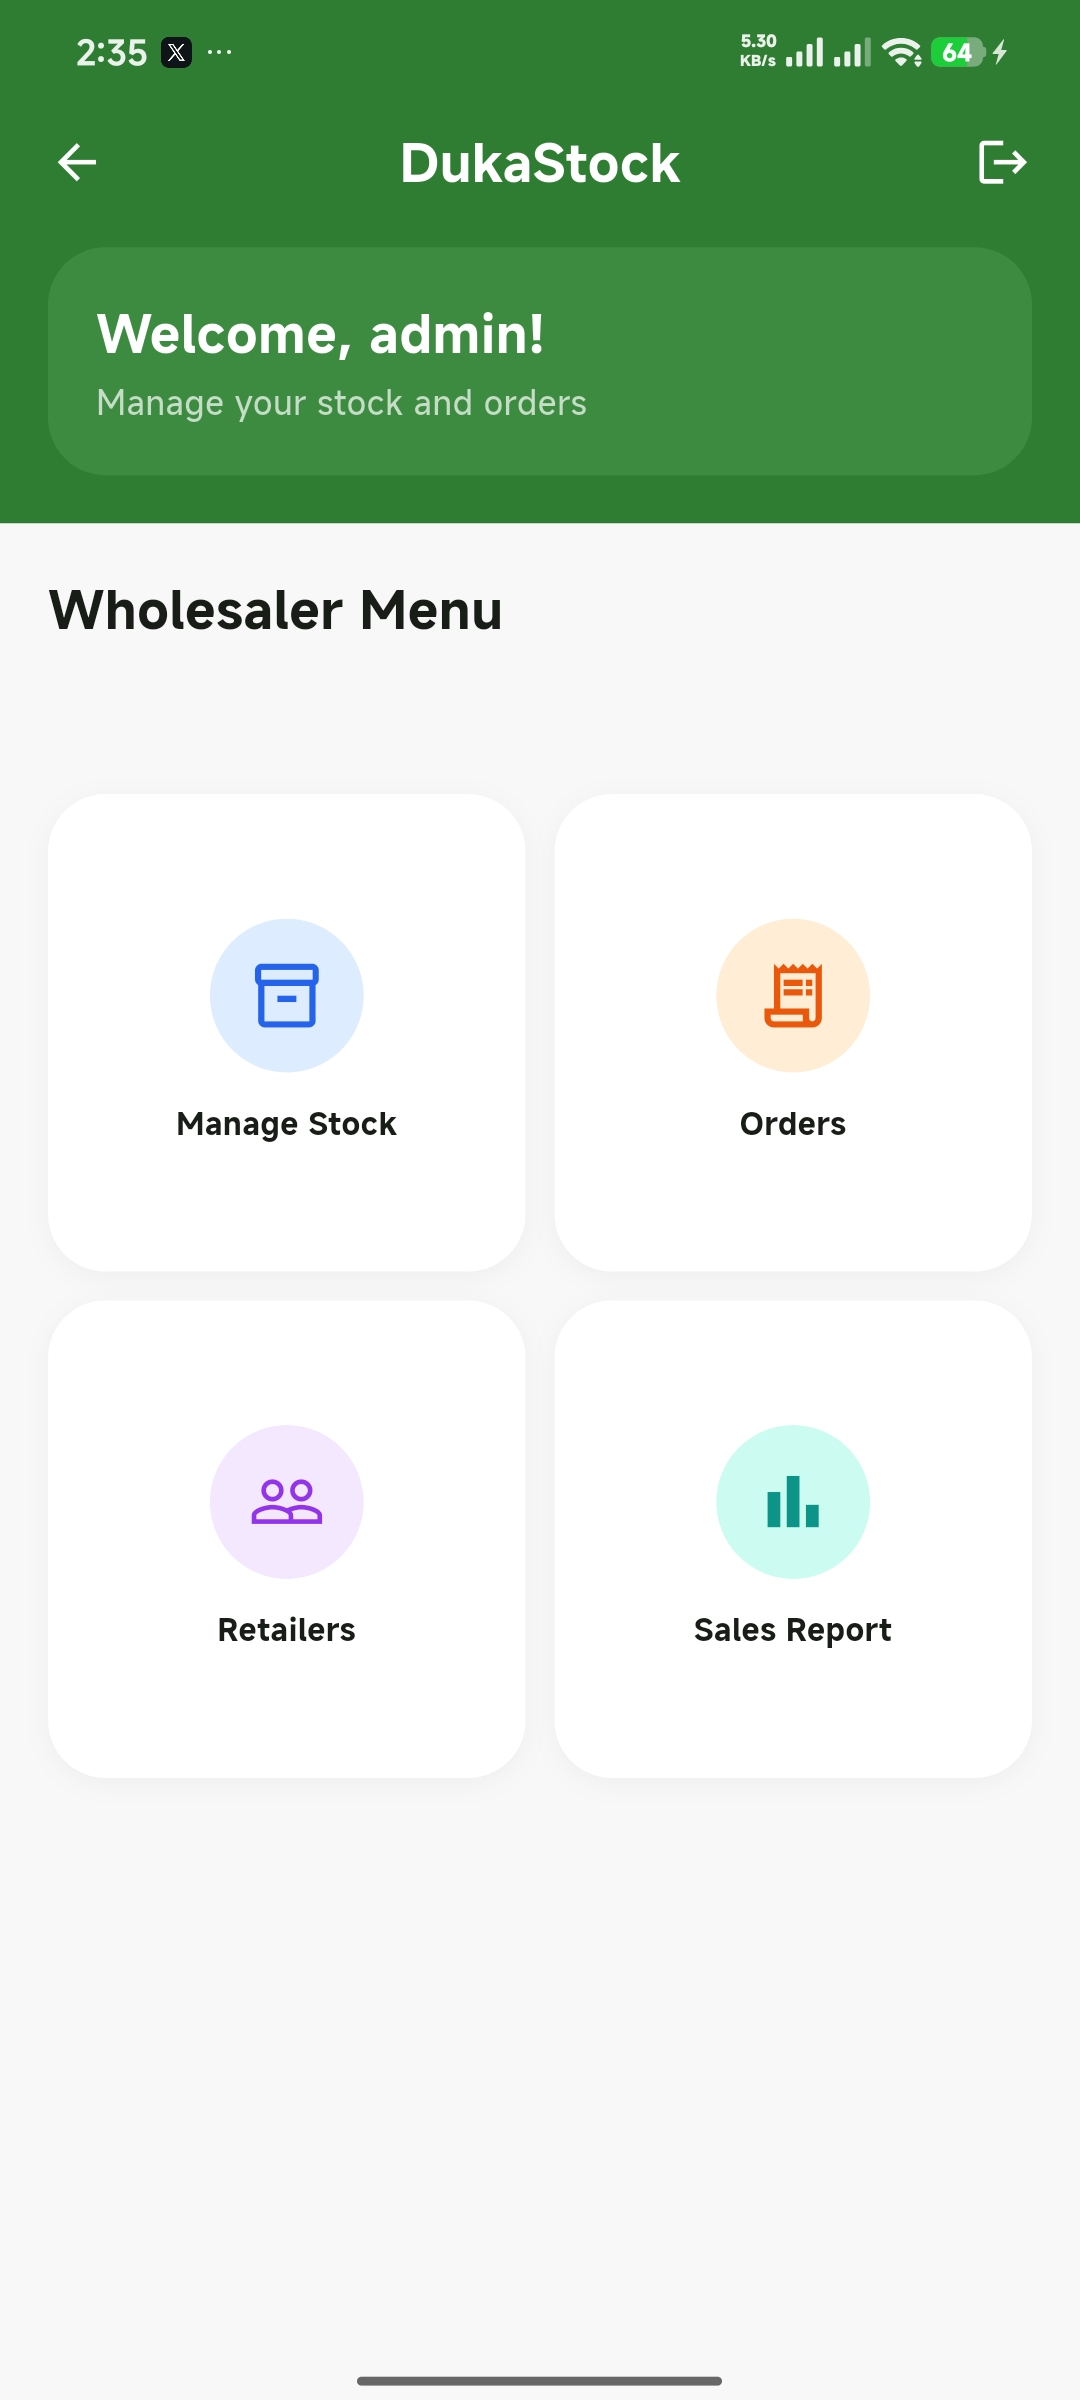 2:35
5.30
KB/s
64
DukaStock
Welcome, admin!
Manage your stock and orders
Wholesaler Menu
Manage Stock
Orders
Retailers
Sales Report